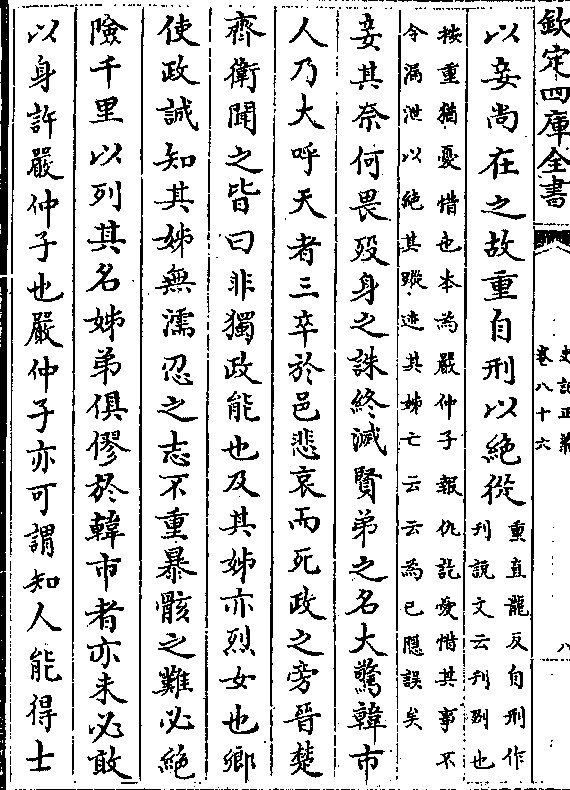 欽定四庫全書
史記正義
卷八十六
八
以妾尚在之故重自刑以絶從
重直龍反自刑作
刋說文云刋剟也
按重猶憂惜也本為嚴仲子報仇訖愛惜其事不
令漏泄以絶其蹤迹其姊亡云云為已隱誤矣
妾其奈何畏殁身之誅終滅賢弟之名大驚韓市
人乃大呼天者三卒於邑悲哀而死政之旁晉楚
齊衛聞之皆曰非獨政能也及其姊亦烈女也鄉
使政誠知其姊無濡忍之志不重暴骸之難必絶
險千里以列其名姊弟俱僇於韓市者亦未必敢
以身許嚴仲子也嚴仲子亦可謂知人能得士